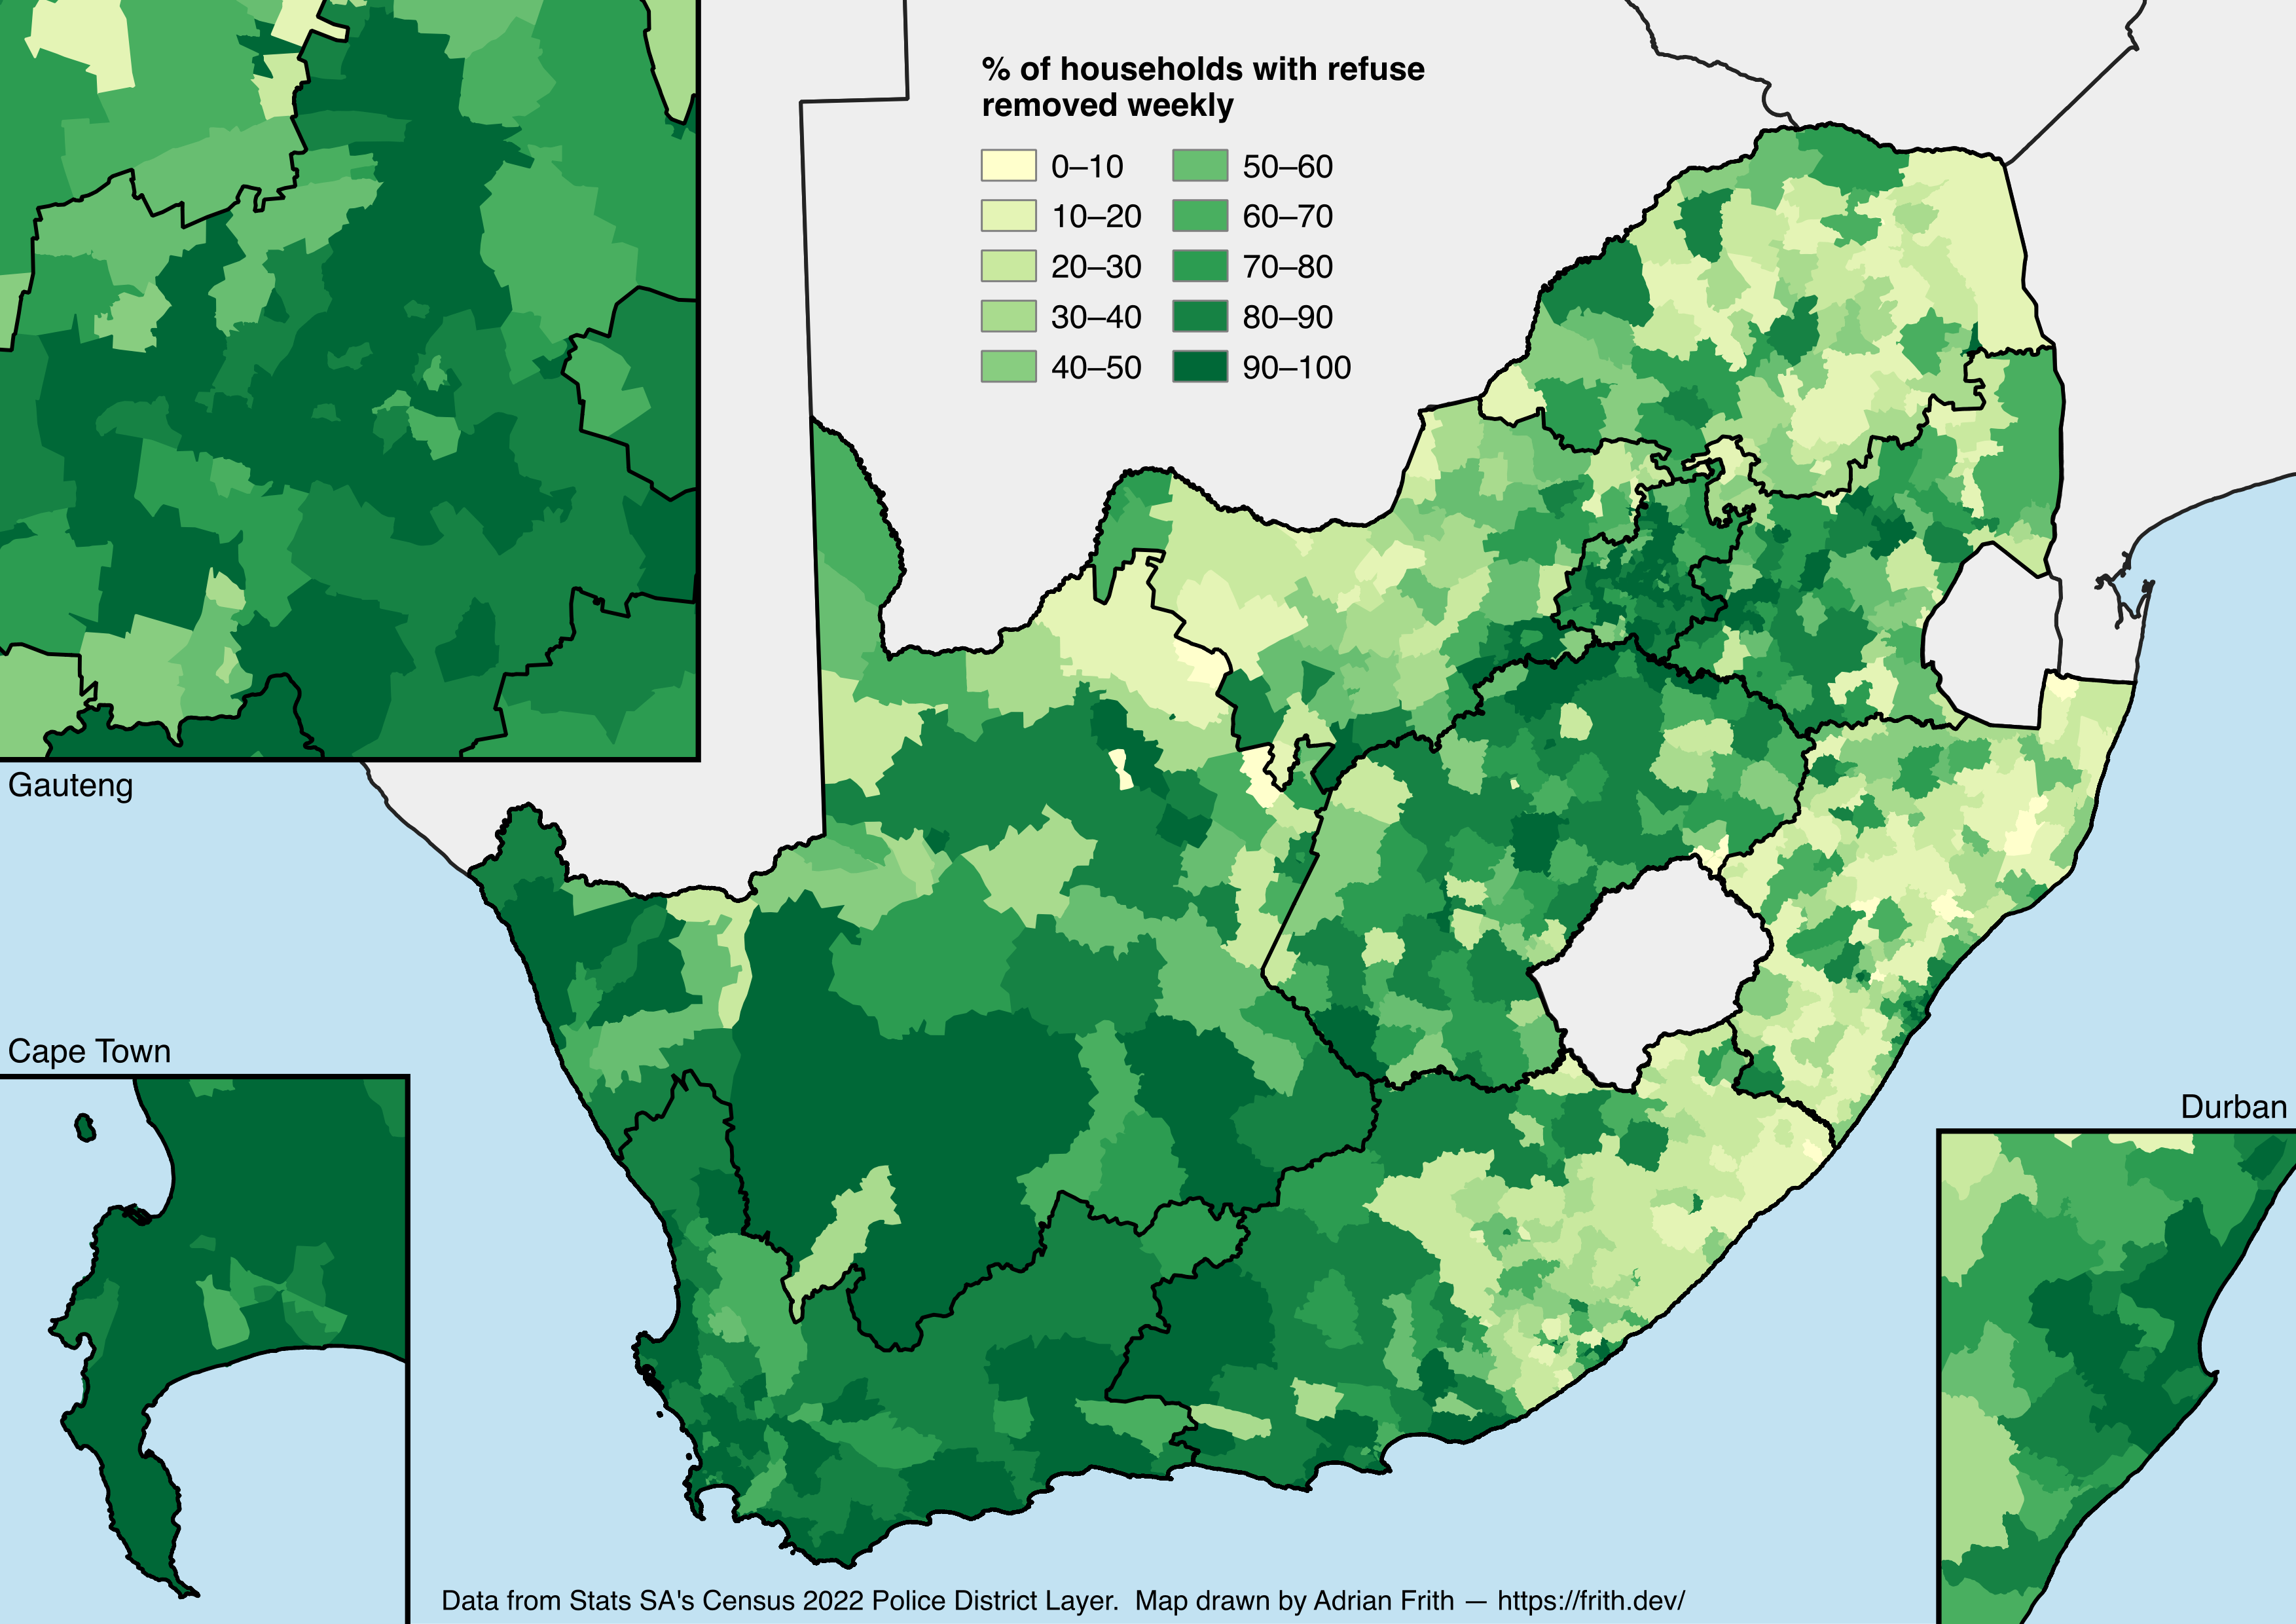 % of households with refuse
removed weekly
0–10
10–20
20–30
30–40
40–50
50–60
60–70
70–80
80–90
90–100
Gauteng
Cape Town
Durban
Data from Stats SA's Census 2022 Police District Layer.  Map drawn by Adrian Frith — https://frith.dev/